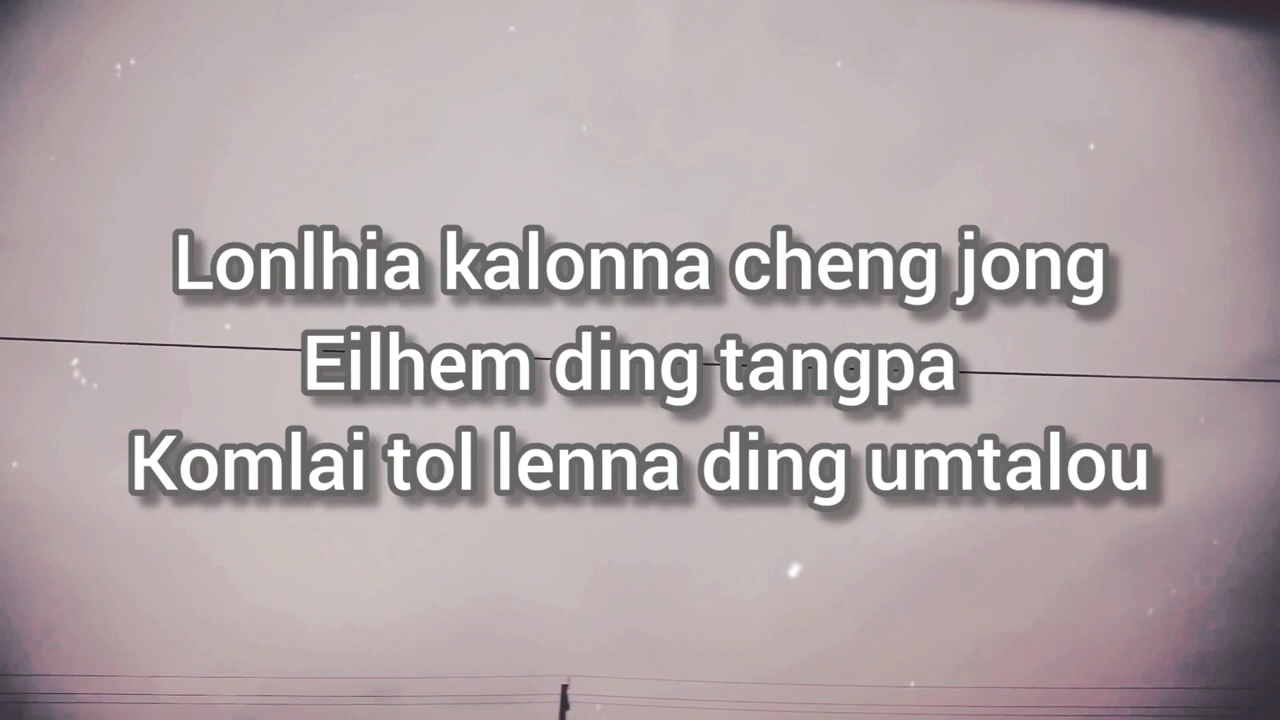 Lonlhia kalonna cheng jong
Eilhem ding tangpa
Komlai tol lenna ding umtalou